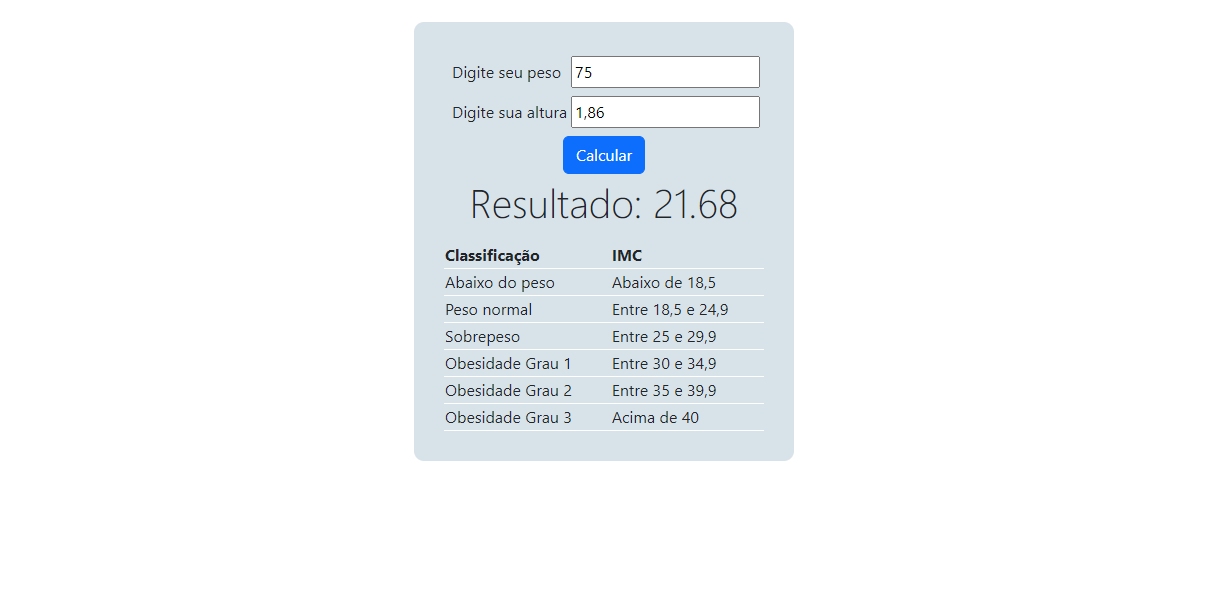 Digite seu peso 75
Digite sua altura 1,86
Calcular
Resultado: 21.68
Classificação IMC
Abaixo do peso Abaixo de 18,5
Peso normal Entre 18,5 e 24,9
Sobrepeso Entre 25 e 29,9
Obesidade Grau 1 Entre 30 e 34,9
Obesidade Grau 2 Entre 35 e 39,9
Obesidade Grau 3 Acima de 40